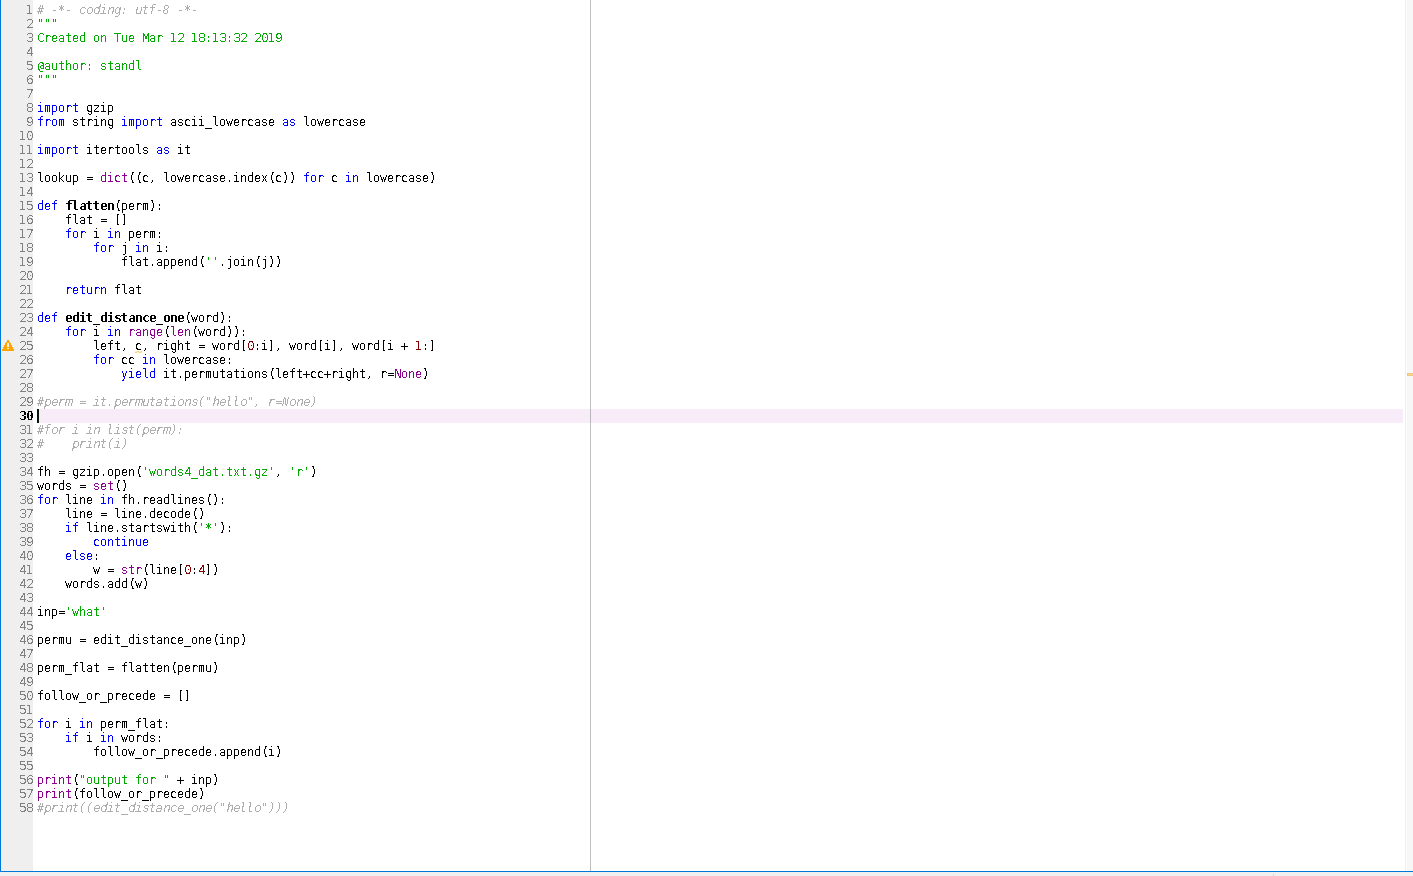 1 # -*- coding: utf-8 -*-
2 """
3 Created on Tue Mar 12 18:13:32 2019
4
5 @author: standl
6 """
7
8 import gzip
9 from string import ascii_lowercase as lowercase
10
11 import itertools as it
12
13 lookup = dict((c, lowercase.index(c)) for c in lowercase)
14
15 def flatten(perm):
16     flat = []
17     for i in perm:
18         for j in i:
19             flat.append(''.join(j))
20
21     return flat
22
23 def edit_distance_one(word):
24     for i in range(len(word)):
25         left, c, right = word[0:i], word[i], word[i + 1:]
26         for cc in lowercase:
27             yield it.permutations(left+cc+right, r=None)
28
29 #perm = it.permutations("hello", r=None)
30
31 #for i in list(perm):
32 #    print(i)
33
34 fh = gzip.open('words4_dat.txt.gz', 'r')
35 words = set()
36 for line in fh.readlines():
37     line = line.decode()
38     if line.startswith('*'):
39         continue
40     else:
41         w = str(line[0:4])
42     words.add(w)
43
44 inp='what'
45
46 permu = edit_distance_one(inp)
47
48 perm_flat = flatten(permu)
49
50 follow_or_precede = []
51
52 for i in perm_flat:
53     if i in words:
54         follow_or_precede.append(i)
55
56 print("output for " + inp)
57 print(follow_or_precede)
58 #print((edit_distance_one("hello")))